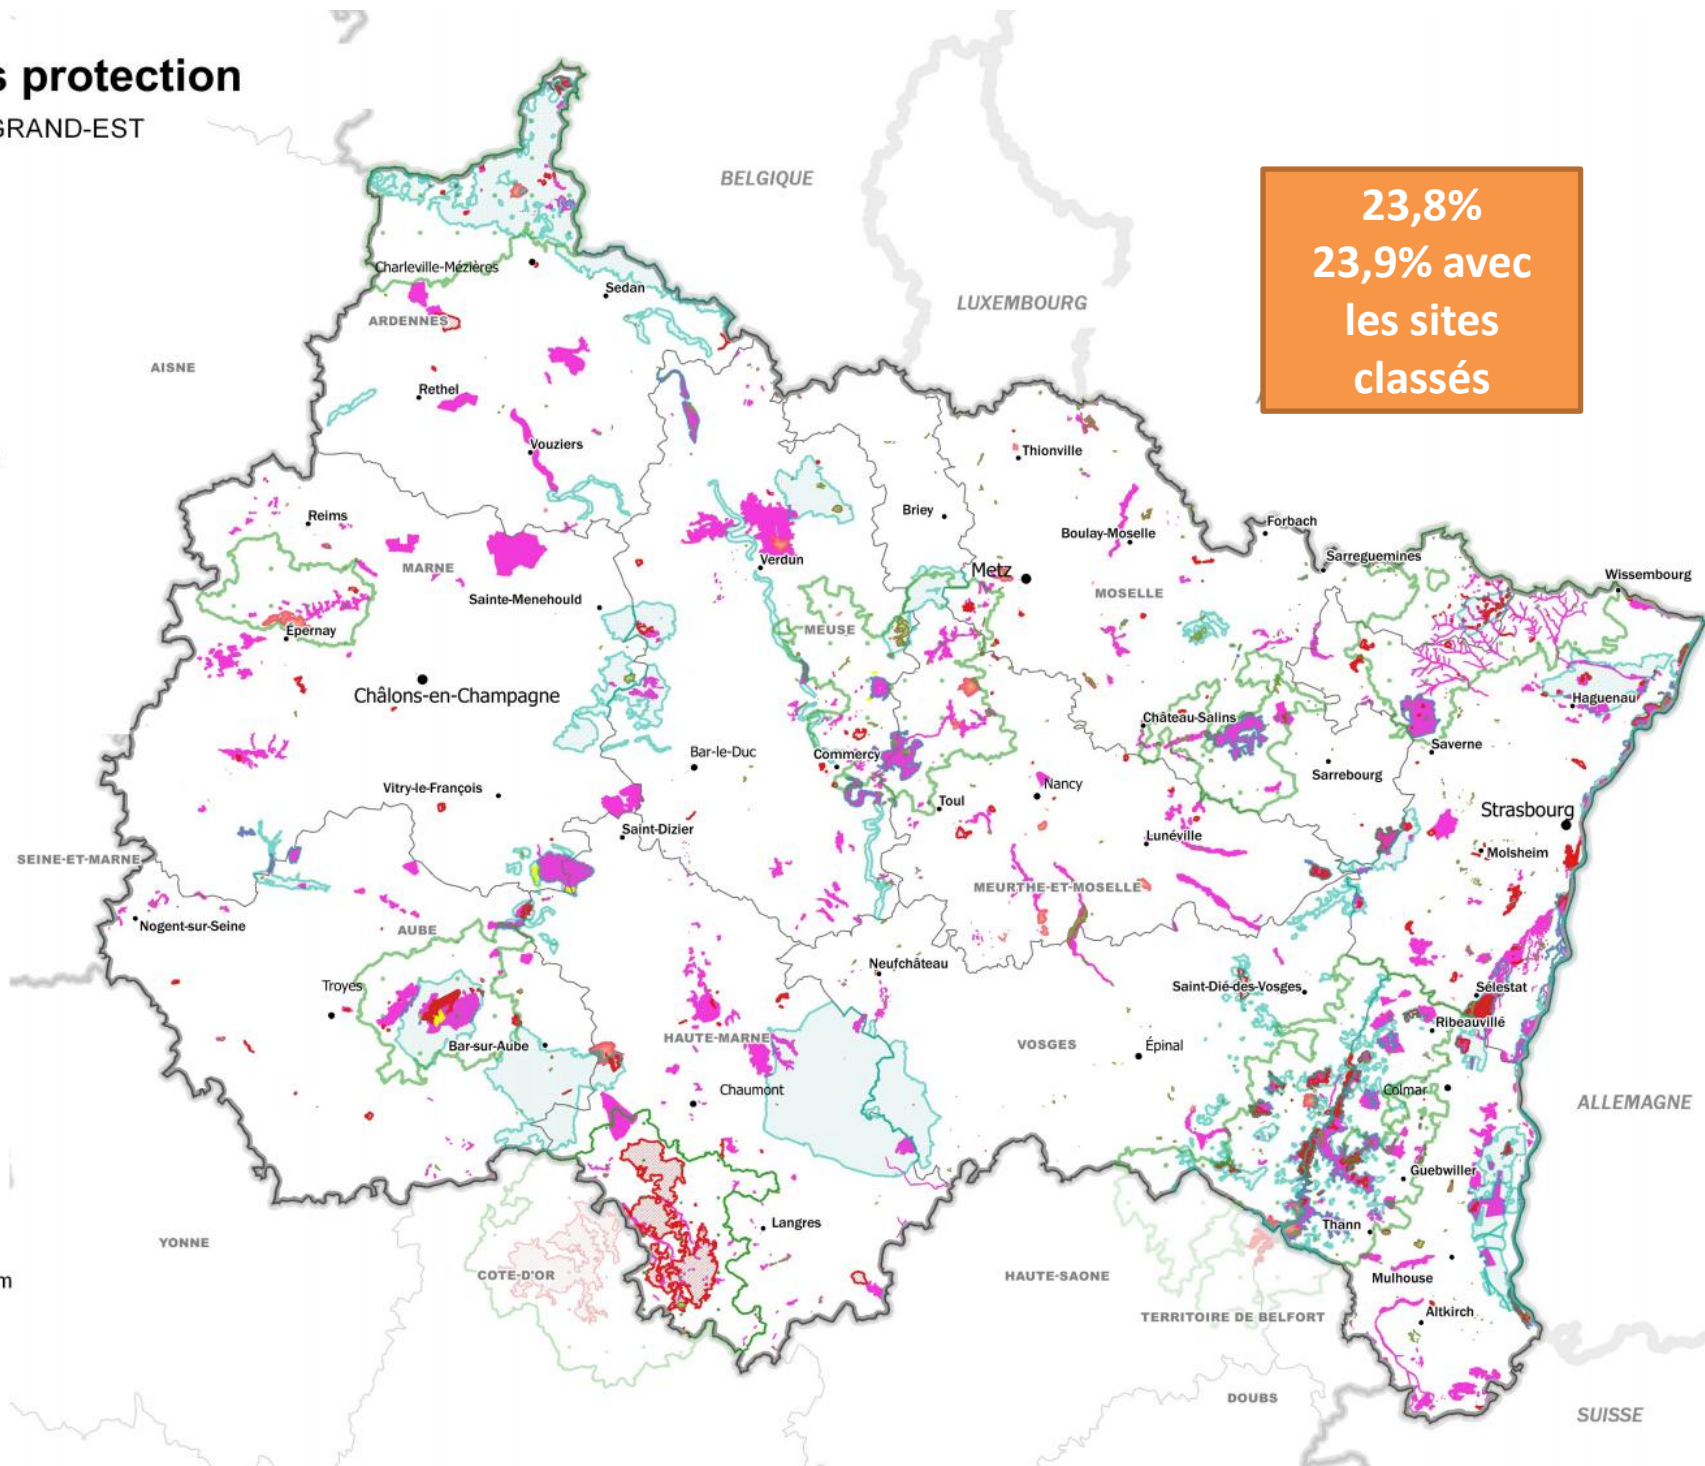 s protection
GRAND-EST
BELGIQUE
23,8%
23,9% avec
les sites
classés
LUXEMBOURG
Charleville-Mézières
Sedan
ARDENNES
AISNE
Rethel
Vouziers
Thionville
Reims
Briey
Forbach
Boulay-Moselle
Sarreguemines
MARNE
Verdun
Metz
Wissembourg
Sainte-Menehould
MOSELLE
Épernay
MEUSE
Châlons-en-Champagne
Haguenau
Château-Salins
Bar-le-Duc
Commercy
Saverne
Sarrebourg
Vitry-le-François
Nancy
Toul
Strasbourg
Saint-Dizier
Lunéville
SEINE-ET-MARNE
Molsheim
MEURTHE-ET-MOSELLE
Nogent-sur-Seine
AUBE
Neufchâteau
Troyes
Saint-Dié-des-Vosges
Sélestat
Ribeauvillé
HAUTE-MARNE
VOSGES
Épinal
Bar-sur-Aube
Chaumont
Colmar
ALLEMAGNE
Guebwiller
Langres
Thann
YONNE
COTE-D'OR
HAUTE-SAONE
Mulhouse
m
TERRITOIRE DE BELFORT
Altkirch
DOUBS
SUISSE